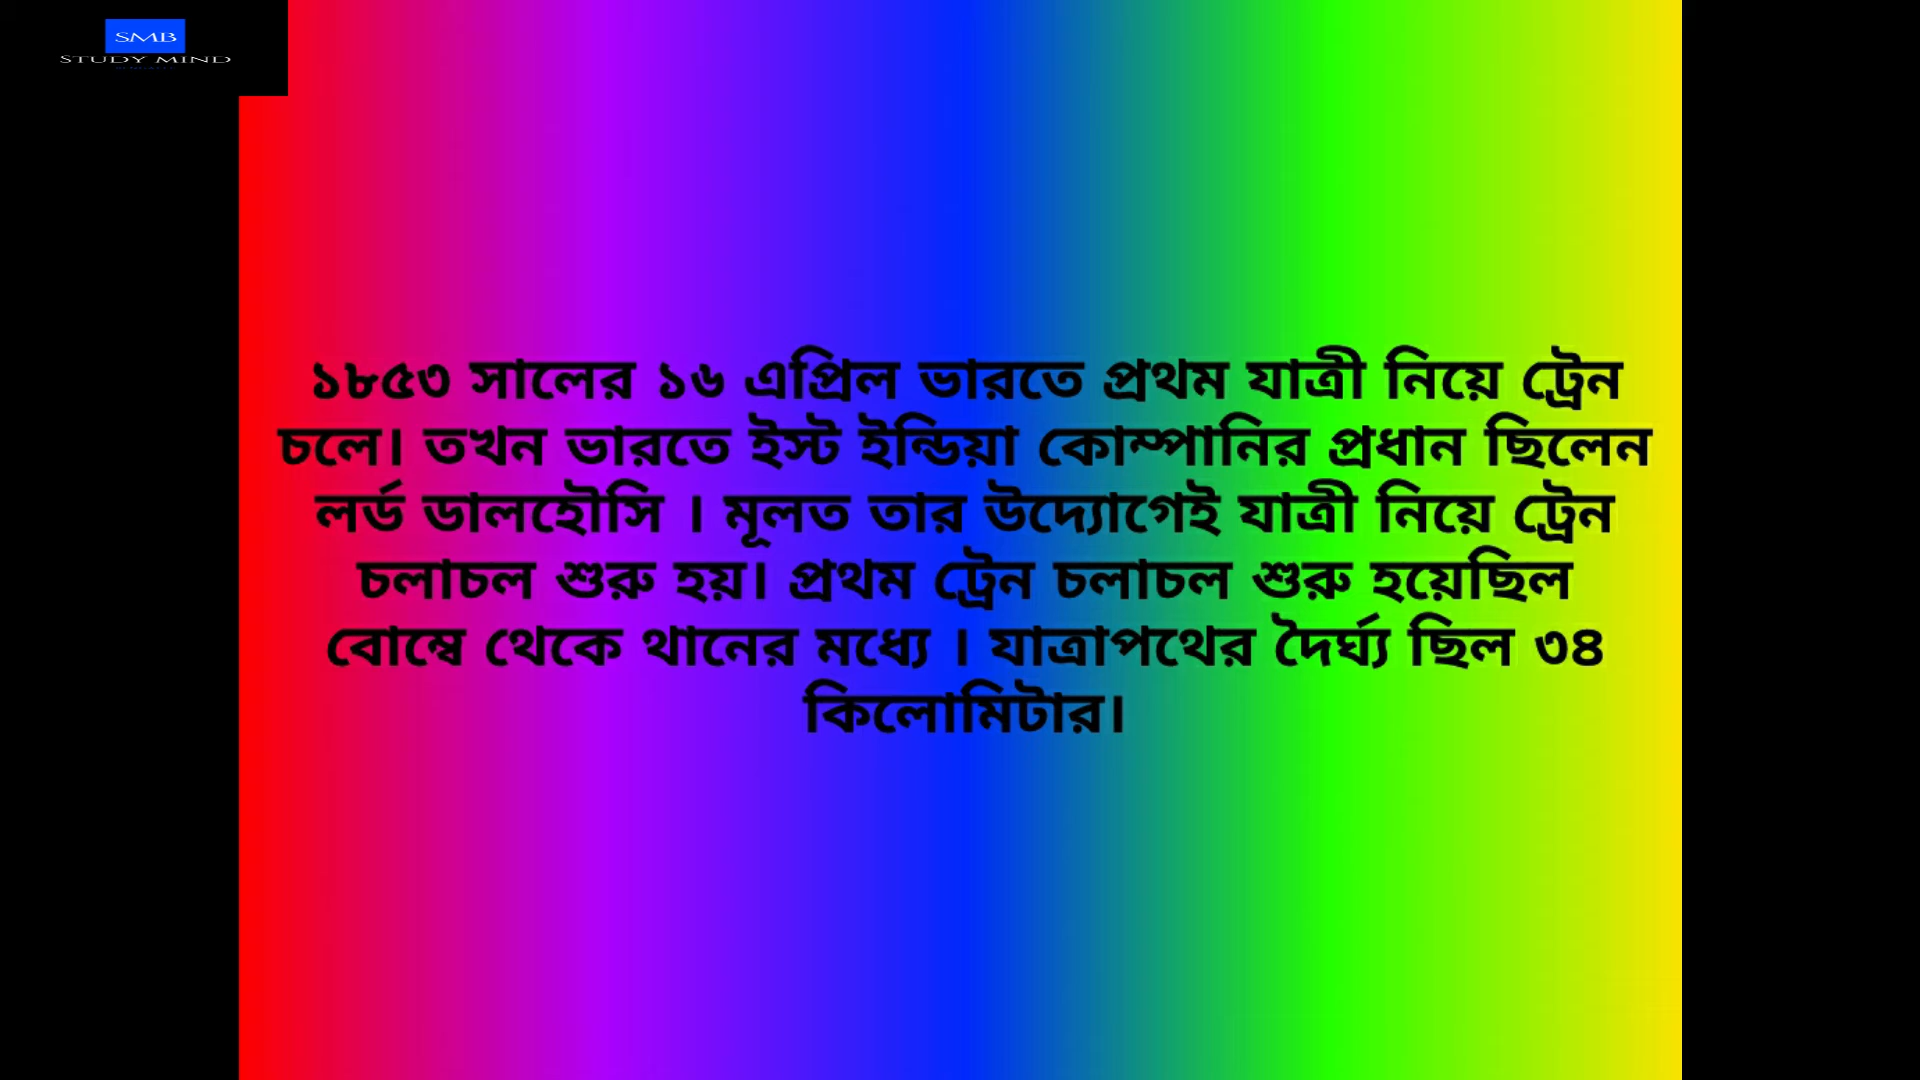 SMB
STUDY MIND
১৮৫৩ সালের ১৬ এপ্রিল ভারতে প্রথম যাত্রী নিয়ে ট্রেন
চলে। তখন ভারতে ইস্ট ইন্ডিয়া কোম্পানির প্রধান ছিলেন
লর্ড ডালহৌসি । মূলত তার উদ্যোগেই যাত্রী নিয়ে ট্রেন
চলাচল শুরু হয়। প্রথম ট্রেন চলাচল শুরু হয়েছিল
বোম্বে থেকে থানের মধ্যে । যাত্রাপথের দৈর্ঘ্য ছিল ৩৪
কিলোমিটার।